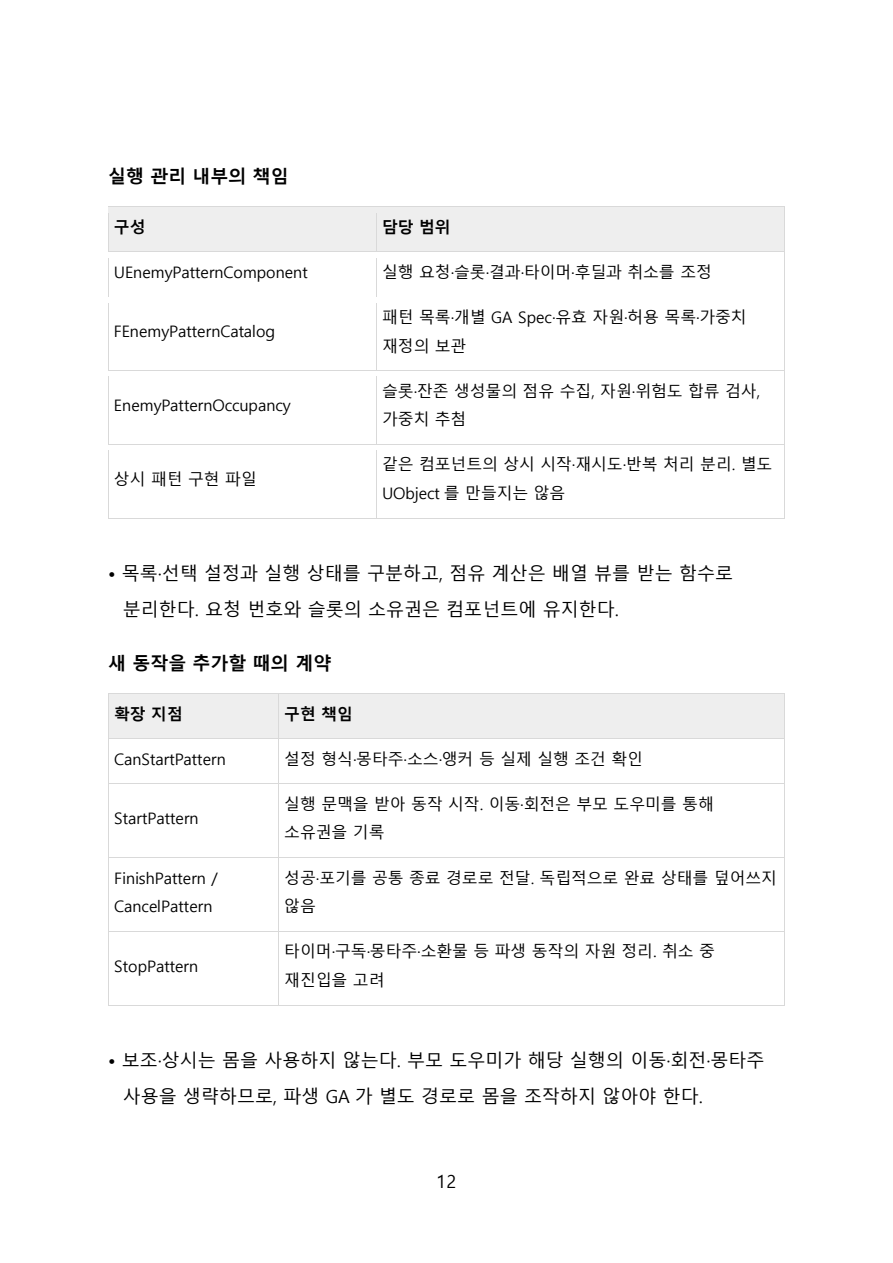 실행 관리 내부의 책임
구성
담당 범위
UEnemyPatternComponent
실행 요청·슬롯·결과·타이머·후딜과 취소를 조정
FEnemyPatternCatalog
패턴 목록·개별 GA Spec·유효 자원·허용 목록·가중치
재정의 보관
EnemyPatternOccupancy
슬롯·잔존 생성물의 점유 수집, 자원·위험도 합류 검사,
가중치 추첨
상시 패턴 구현 파일
같은 컴포넌트의 상시 시작·재시도·반복 처리 분리. 별도
UObject 를 만들지는 않음
• 목록·선택 설정과 실행 상태를 구분하고, 점유 계산은 배열 뷰를 받는 함수로
분리한다. 요청 번호와 슬롯의 소유권은 컴포넌트에 유지한다.
새 동작을 추가할 때의 계약
확장 지점
구현 책임
CanStartPattern
설정 형식·몽타주·소스·앵커 등 실제 실행 조건 확인
StartPattern
실행 문맥을 받아 동작 시작. 이동·회전은 부모 도우미를 통해
소유권을 기록
FinishPattern /
CancelPattern
성공·포기를 공통 종료 경로로 전달. 독립적으로 완료 상태를 덮어쓰지
않음
StopPattern
타이머·구독·몽타주·소환물 등 파생 동작의 자원 정리. 취소 중
재진입을 고려
• 보조·상시는 몸을 사용하지 않는다. 부모 도우미가 해당 실행의 이동·회전·몽타주
사용을 생략하므로, 파생 GA 가 별도 경로로 몸을 조작하지 않아야 한다.
12